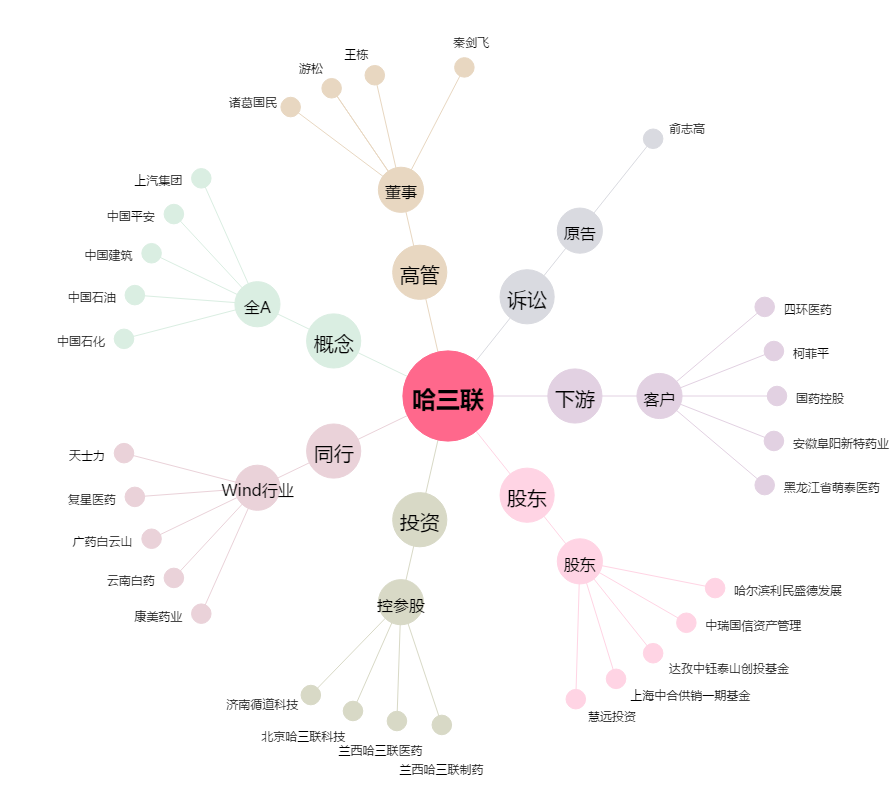 秦剑飞
王栋
游松
诸葛国民
董事
高管
俞志高
原告
诉讼
上汽集团
中国平安
中国建筑
中国石油
中国石化
全A
概念
哈三联
下游
客户
四环医药
柯菲平
国药控股
安徽阜阳新特药业
黑龙江省萌泰医药
同行
Wind行业
天士力
复星医药
广药白云山
云南白药
康美药业
投资
控参股
济南循道科技
北京哈三联科技
兰西哈三联医药
兰西哈三联制药
股东
股东
哈尔滨利民盛德发展
中瑞国信资产管理
达孜中钰泰山创投基金
上海中合供销一期基金
慧远投资